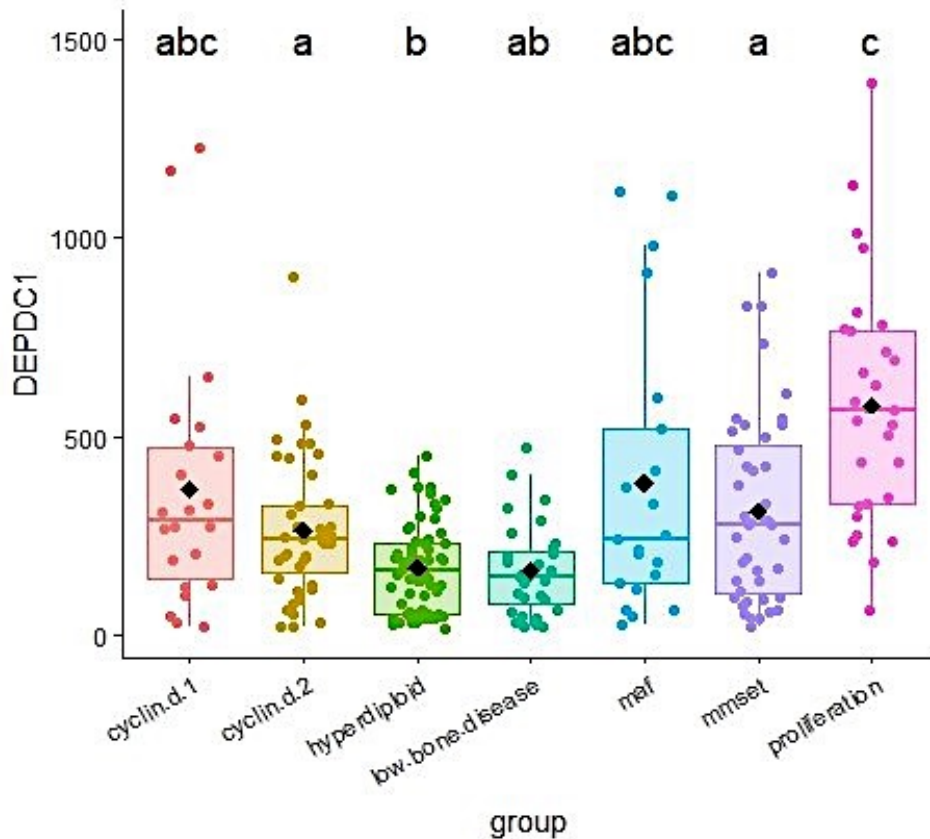 1500
abc a b ab abc a c
1000
DEPDC1
500
0
cyclin.d.1
cyclin.d.2
hyperdiploid
low-bone.disease
maf
mmset
proliferation
group